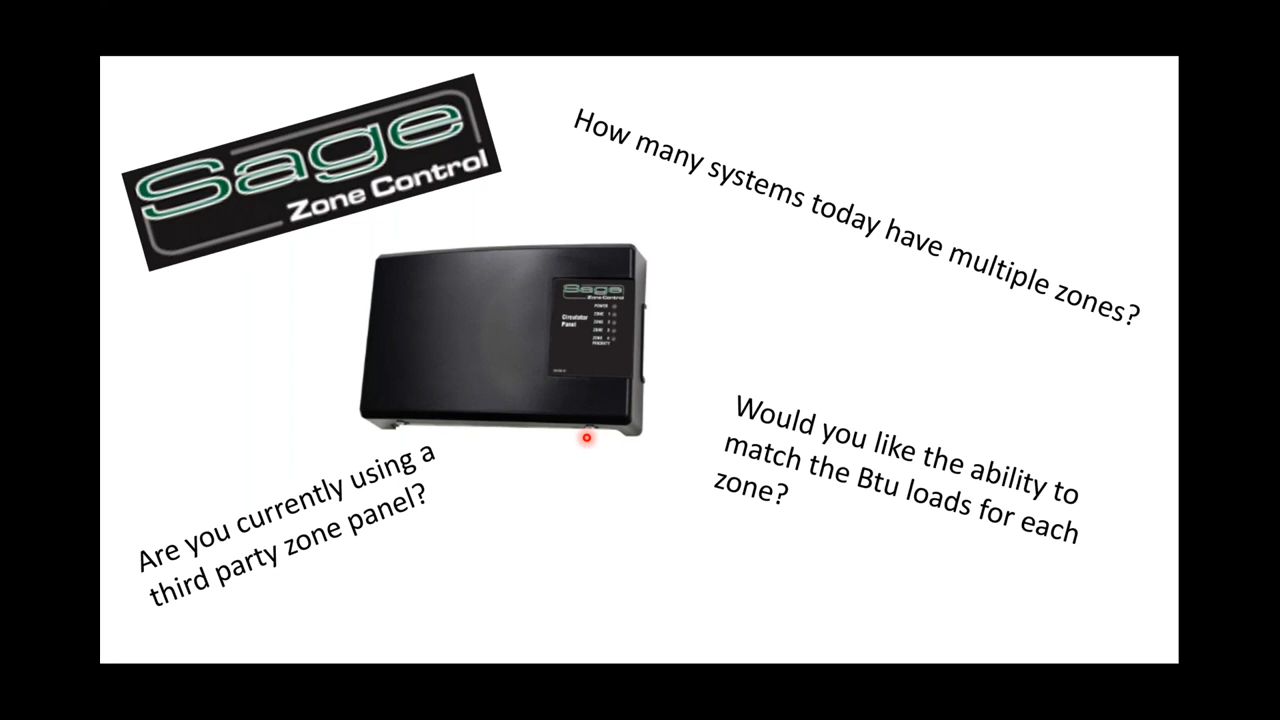 Sage
Zone Control
How many systems today have multiple zones?
Sage
Zone Control
Circulator
Panel
POWER
ZONE 1
ZONE 2
ZONE 3
ZONE 4
PRIORITY
Would you like the ability to
match the Btu loads for each
zone?
Are you currently using a
third party zone panel?